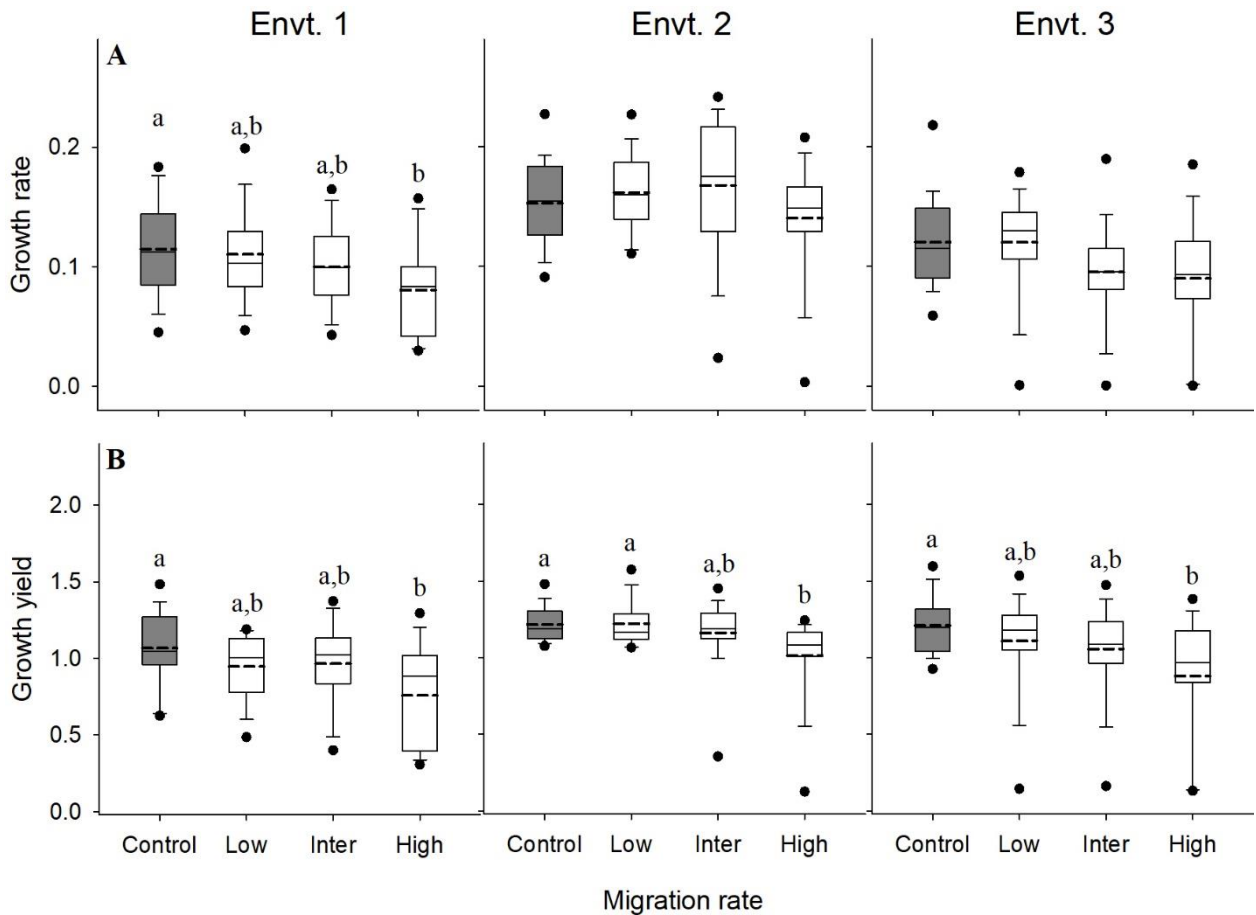 Envt. 1 Envt. 2 Envt. 3
A
a a,b a,b b
Growth rate
0.2
0.1
0.0
B
a a,b a,b b a a a,b b a a,b a,b b
Growth yield
2.0
1.5
1.0
0.5
0.0
Control Low Inter High Control Low Inter High Control Low Inter High
Migration rate